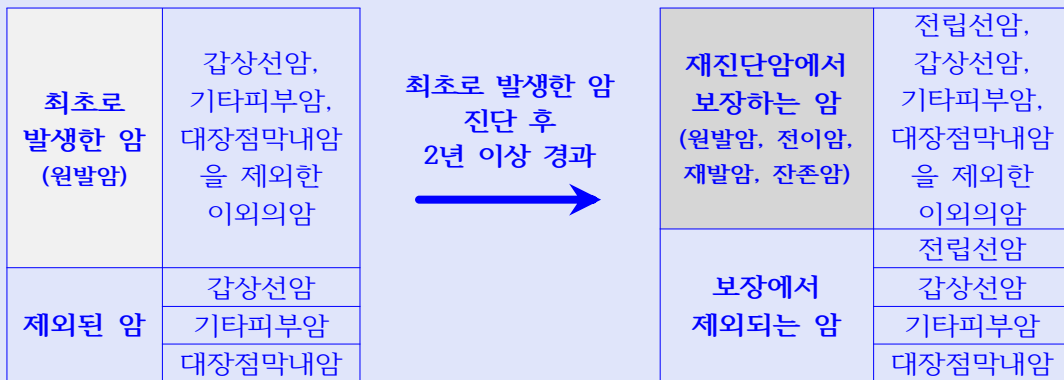 최초로
발생한 암
(원발암)
갑상선암,
기타피부암,
대장점막내암
을 제외한
이외의암
제외된 암
갑상선암
기타피부암
대장점막내암
최초로 발생한 암
진단 후
2년 이상 경과
재진단암에서
보장하는 암
(원발암, 전이암,
재발암, 잔존암)
전립선암,
갑상선암,
기타피부암,
대장점막내암
을 제외한
이외의암
보장에서
제외되는 암
전립선암
갑상선암
기타피부암
대장점막내암